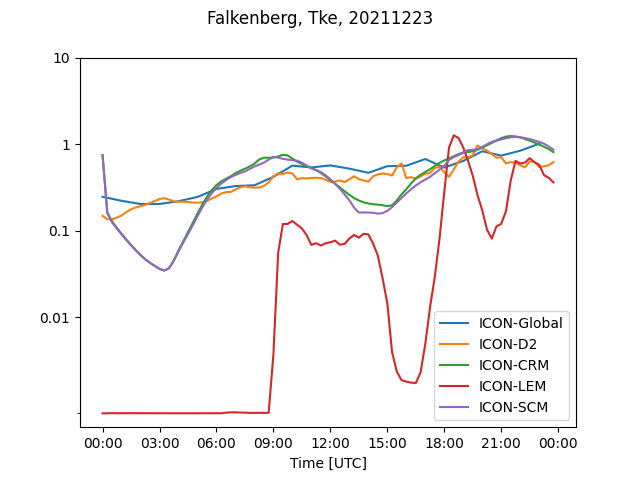 Falkenberg, Tke, 20211223
10
1
0.1
0.01
ICON-Global
ICON-D2
ICON-CRM
ICON-LEM
ICON-SCM
00:00 03:00 06:00 09:00 12:00 15:00 18:00 21:00 00:00
Time [UTC]